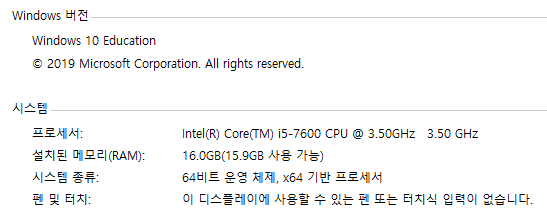 Windows 버전
Windows 10 Education
© 2019 Microsoft Corporation. All rights reserved.
시스템
프로세서: Intel(R) Core(TM) i5-7600 CPU @ 3.50GHz 3.50 GHz
설치된 메모리(RAM): 16.0GB(15.9GB 사용 가능)
시스템 종류: 64비트 운영 체제, x64 기반 프로세서
펜 및 터치: 이 디스플레이에 사용할 수 있는 펜 또는 터치식 입력이 없습니다.